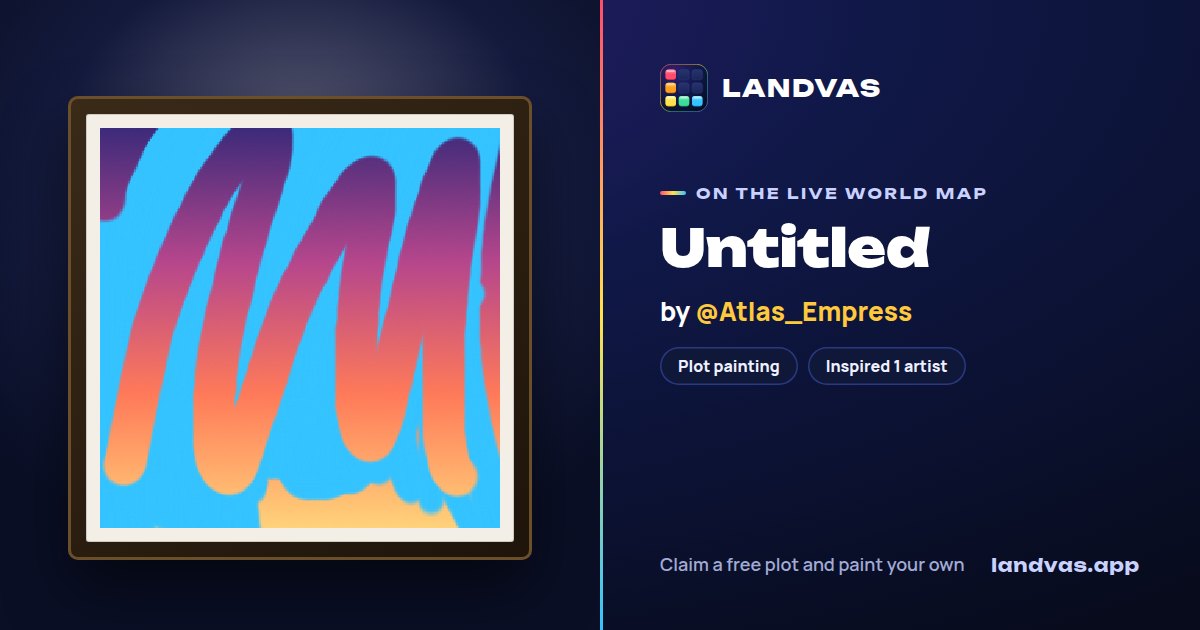 LANDVAS
ON THE LIVE WORLD MAP
Untitled
by @Atlas_Empress
Plot painting
Inspired 1 artist
Claim a free plot and paint your own
landvas.app